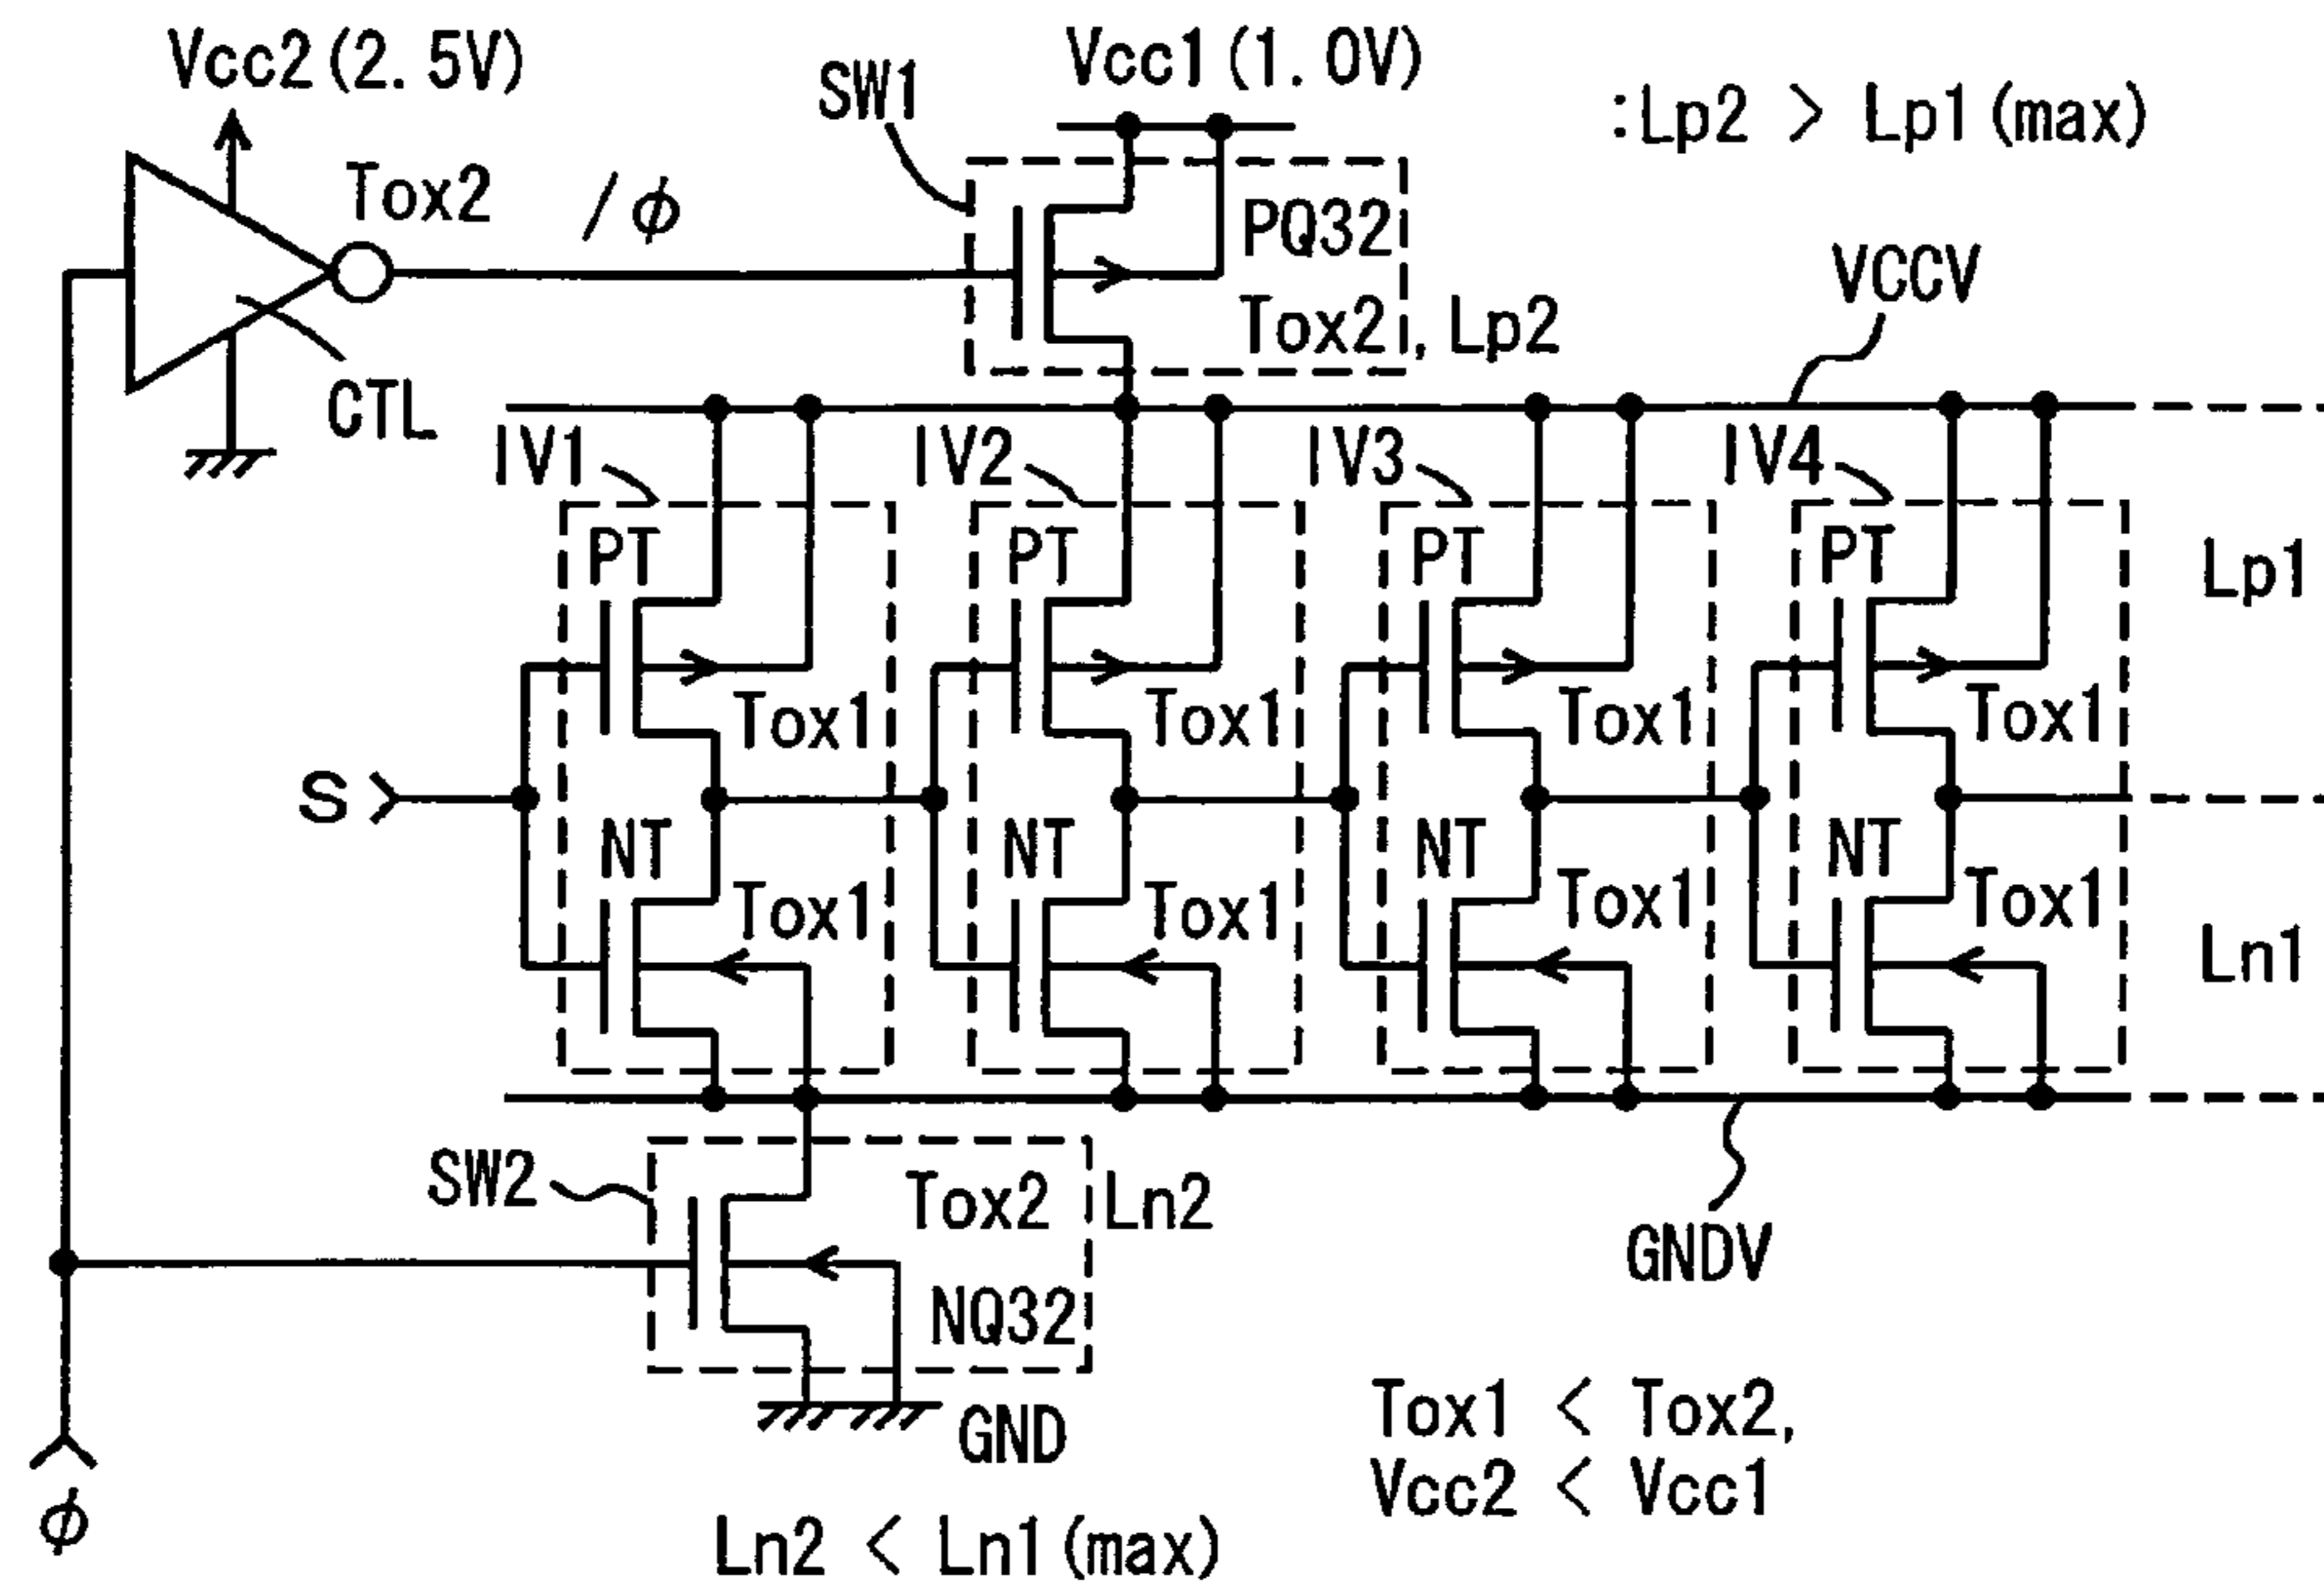 Vcc2(2.5V)
SW1
Vcc1(1.0V)
:Lp2 > Lp1(max)
Tox2
/φ
PQ32
Tox2, Lp2
VCCV
CTL
IV1
IV2
IV3
IV4
PT
PT
PT
PT
Lp1
Tox1
Tox1
Tox1
Tox1
S
NT
NT
NT
NT
Tox1
Tox1
Tox1
Tox1
Ln1
SW2
Tox2
Ln2
GNDV
NQ32
GND
Tox1 < Tox2,
Vcc2 < Vcc1
φ
Ln2 < Ln1(max)